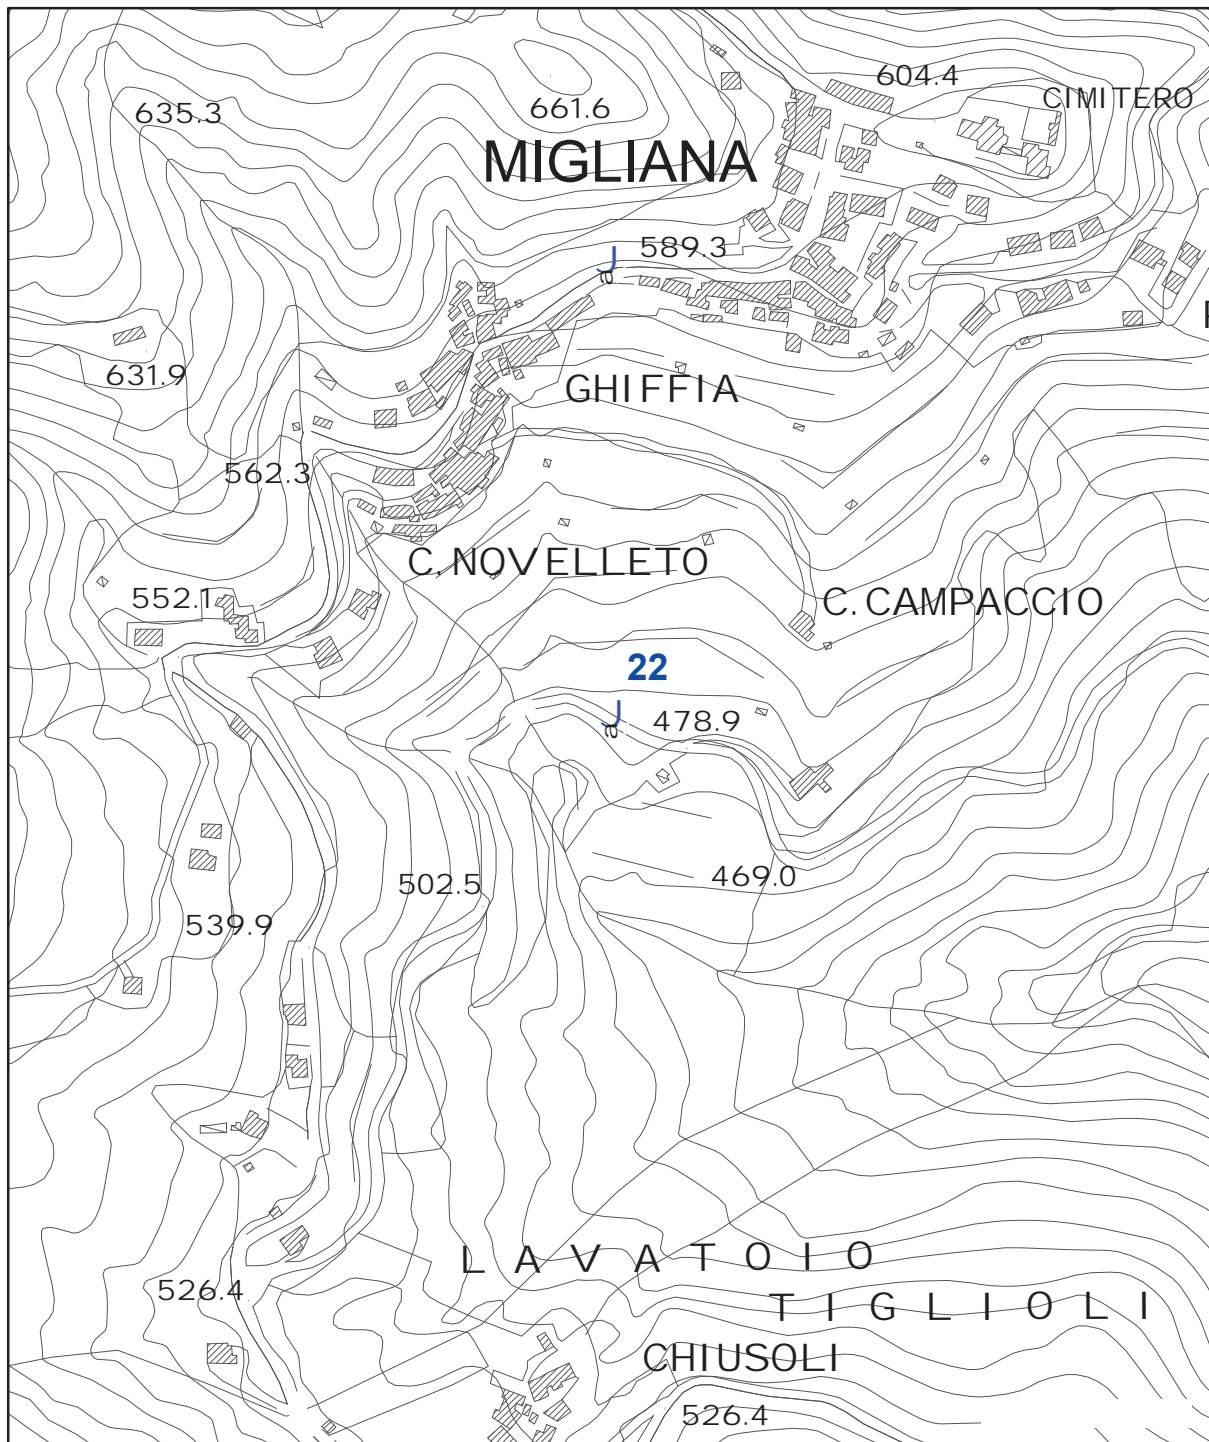 604.4
CIMITERO
635.3
661.6
MIGLIANA
589.3
a
631.9
GHIFFIA
562.3
C. NOVELLETO
552.1
C. CAMPACCIO
22
478.9
a
469.0
502.5
539.9
LAVATOIO
526.4
TIGLIOLI
CHIUSOLI
526.4